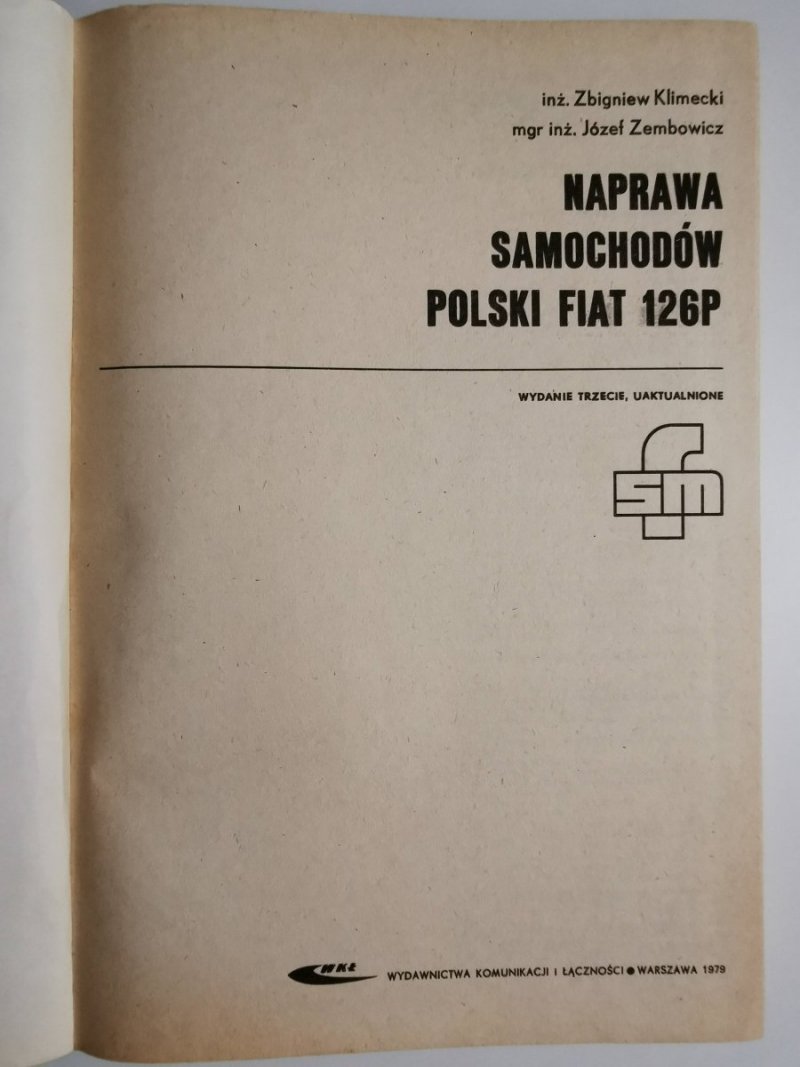 inż. Zbigniew Klimecki
mgr inż. Józef Zembowicz
NAPRAWA
SAMOCHODÓW
POLSKI FIAT 126P
WYDANIE TRZECIE, UAKTUALNIONE
fsm
WKŁ WYDAWNICTWA KOMUNIKACJI I ŁĄCZNOŚCI ● WARSZAWA 1979